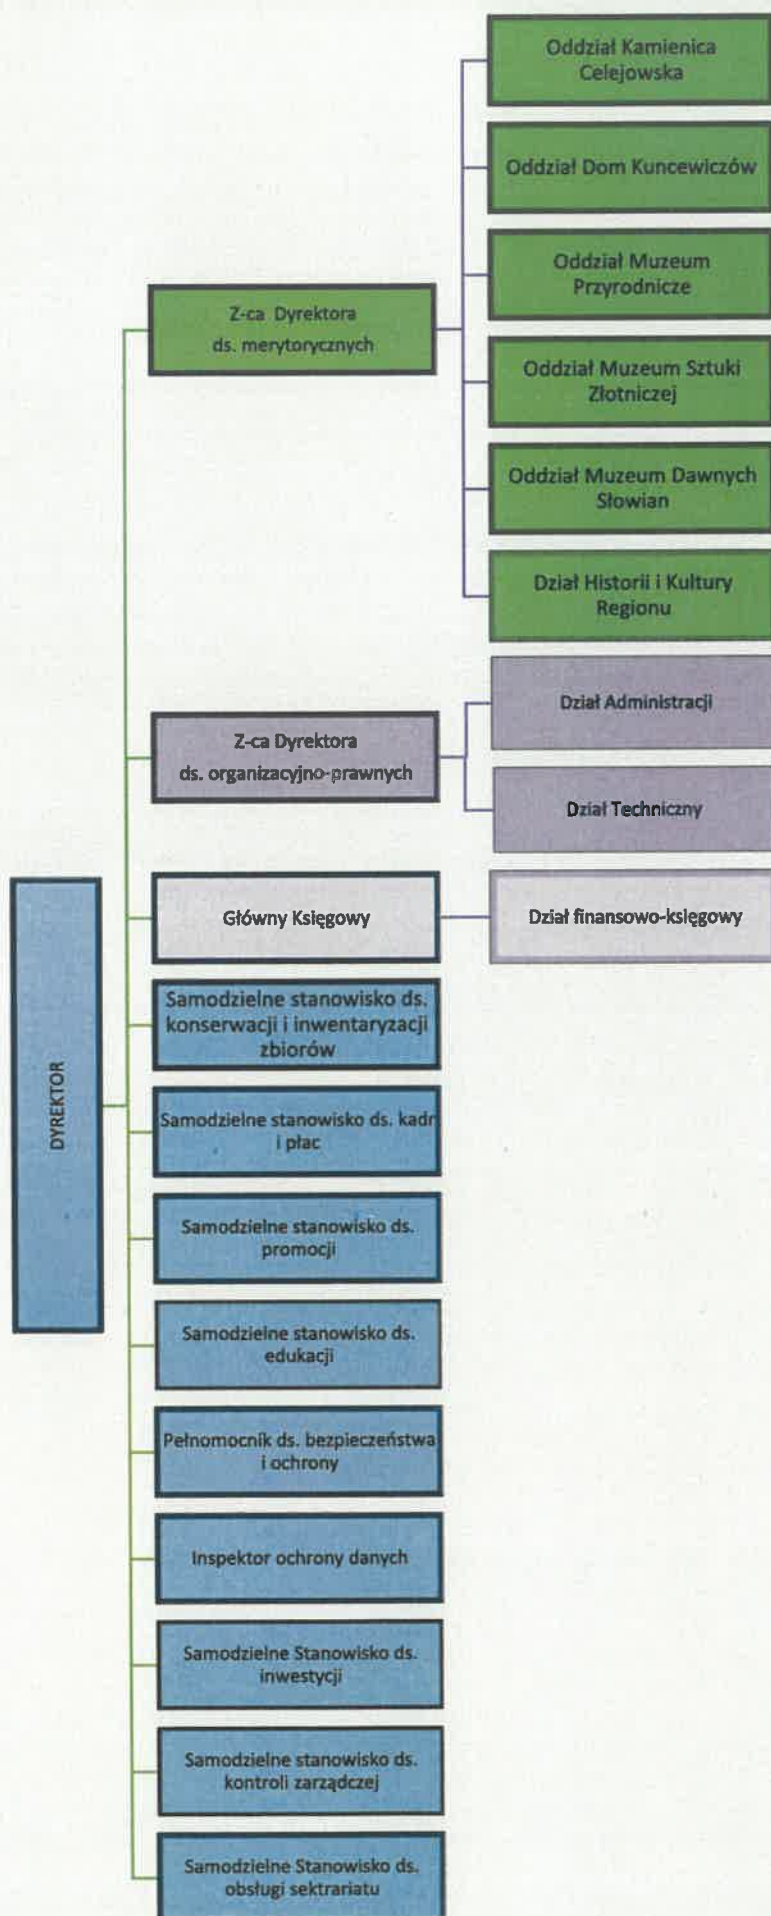 Oddział Kamienica
Celejowska
Oddział Dom Kuncewiczów
Oddział Muzeum
Przyrodnicze
Z-ca Dyrektora
ds. merytorycznych
Oddział Muzeum Sztuki
Złotniczej
Oddział Muzeum Dawnych
Słowian
Dział Historii i Kultury
Regionu
Z-ca Dyrektora
ds. organizacyjno-prawnych
Dział Administracji
Dział Techniczny
Główny Księgowy
Dział finansowo-księgowy
DYREKTOR
Samodzielne stanowisko ds.
konserwacji i inwentaryzacji
zbiorów
Samodzielne stanowisko ds. kadr
i płac
Samodzielne stanowisko ds.
promocji
Samodzielne stanowisko ds.
edukacji
Pełnomocnik ds. bezpieczeństwa
i ochrony
Inspektor ochrony danych
Samodzielne Stanowisko ds.
inwestycji
Samodzielne stanowisko ds.
kontroli zarządczej
Samodzielne Stanowisko ds.
obsługi sektrariatu